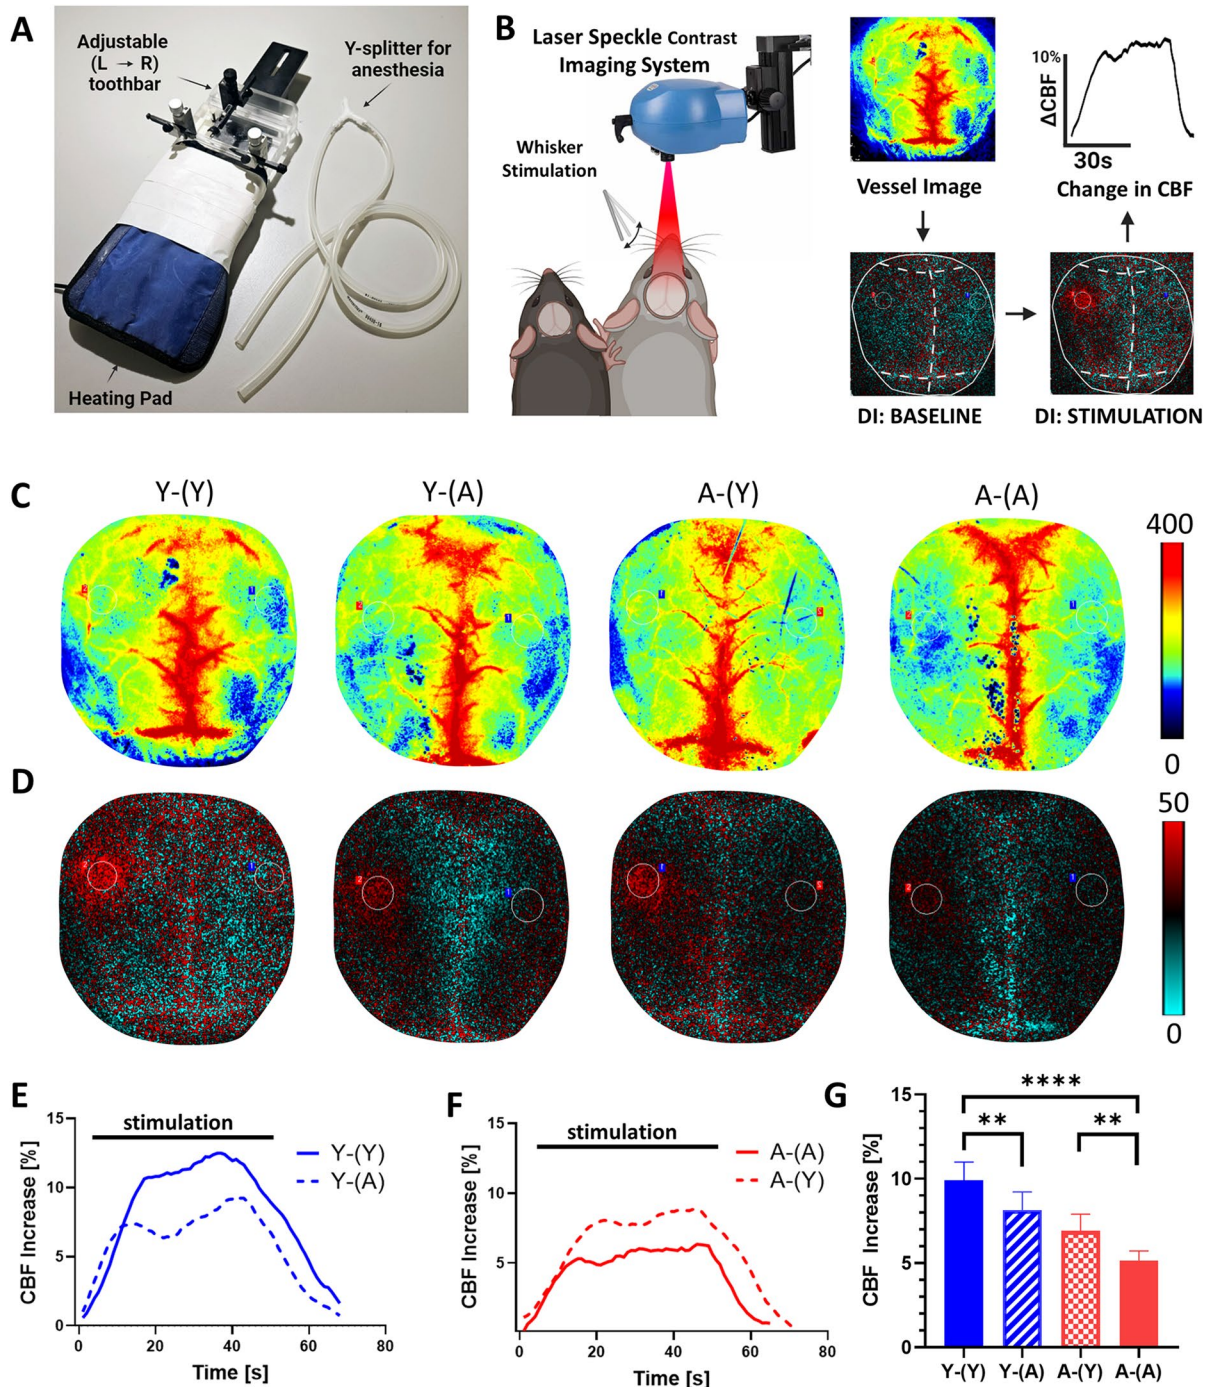 A
Adjustable
(L → R)
toothbar
Y-splitter for
anesthesia
Heating Pad
B
Laser Speckle Contrast
Imaging System
Whisker
Stimulation
10%
ΔCBF
30s
Vessel Image
Change in CBF
DI: BASELINE
DI: STIMULATION
C
Y-(Y)
Y-(A)
A-(Y)
A-(A)
400
0
D
50
0
E
stimulation
Y-(Y)
Y-(A)
CBF Increase [%]
15
10
5
0
0
20
40
60
80
Time [s]
F
stimulation
A-(A)
A-(Y)
CBF Increase [%]
15
10
5
0
20
40
60
80
Time [s]
G
****
**
**
CBF Increase [%]
15
10
5
0
Y-(Y)
Y-(A)
A-(Y)
A-(A)